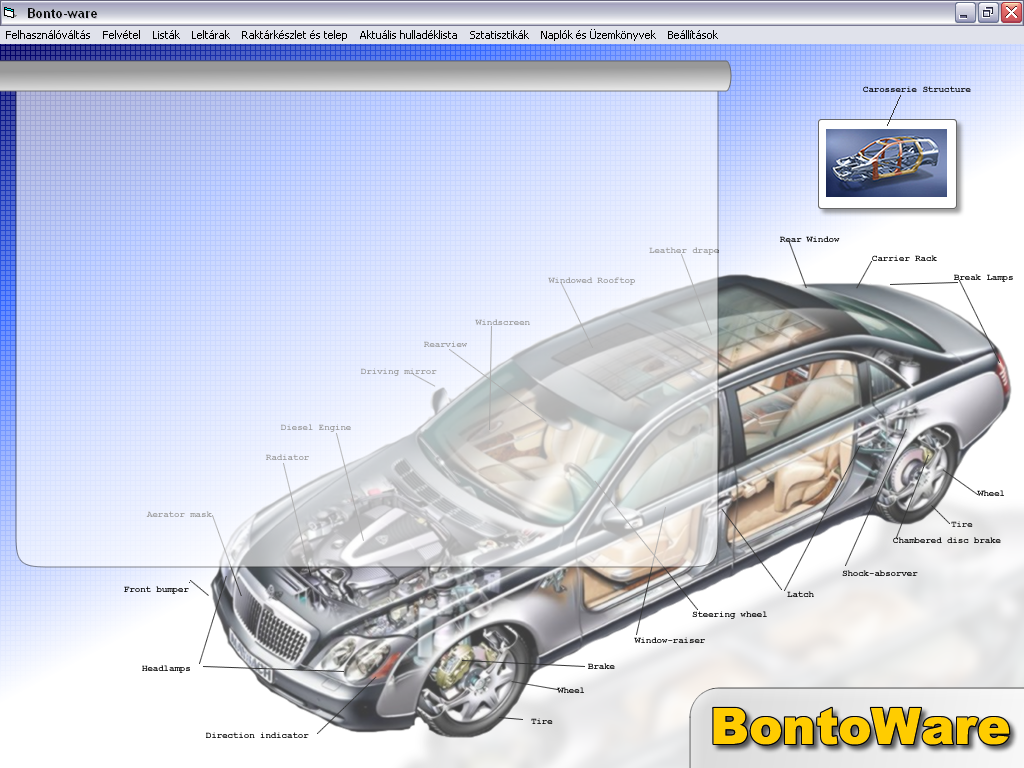 Bonto-ware
Felhasználóváltás Felvétel Listák Leltárak Raktárkészlet és telep Aktuális hulladéklista Sztatisztikák Naplók és Üzemkönyvek Beállítások
Carosserie Structure
Rear Window
Leather drape
Carrier Rack
Break Lamps
Windowed Rooftop
Windscreen
Rearview
Driving mirror
Diesel Engine
Radiator
Wheel
Aerator mask
Tire
Chambered disc brake
Shock-absorver
Front bumper
Latch
Steering wheel
Window-raiser
Headlamps
Brake
Wheel
Tire
Direction indicator
BontoWare